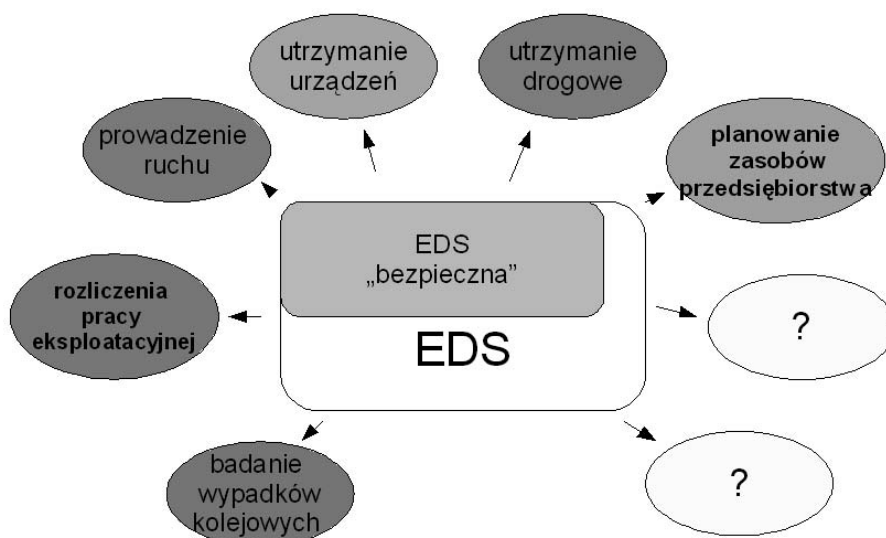 utrzymanie
urządzeń
utrzymanie
drogowe
prowadzenie
ruchu
planowanie
zasobów
przedsiębiorstwa
EDS
„bezpieczna”
EDS
rozliczenia
pracy
eksploatacyjnej
?
?
badanie
wypadków
kolejowych